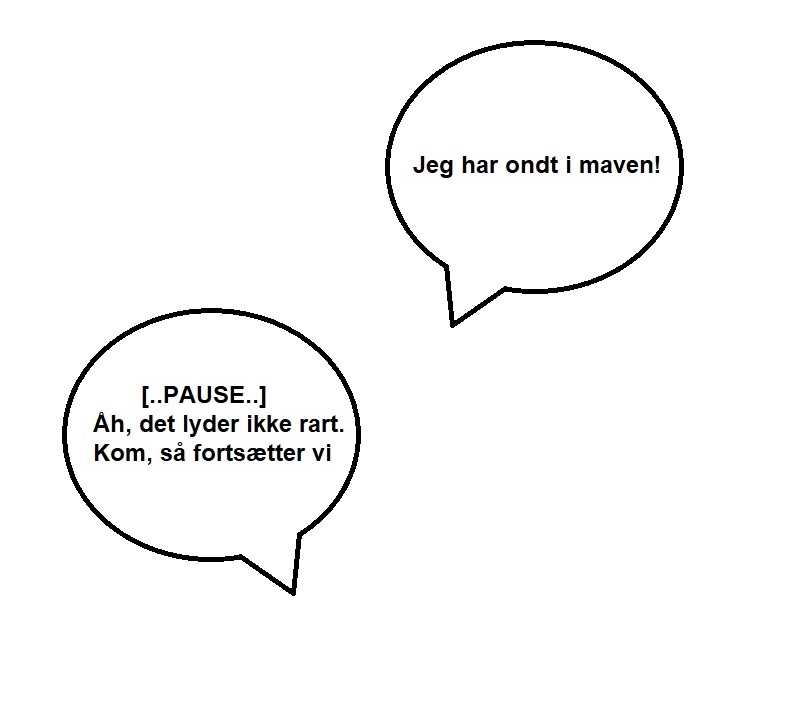 Jeg har ondt i maven!
[..PAUSE..]
Åh, det lyder ikke rart.
Kom, så fortsætter vi